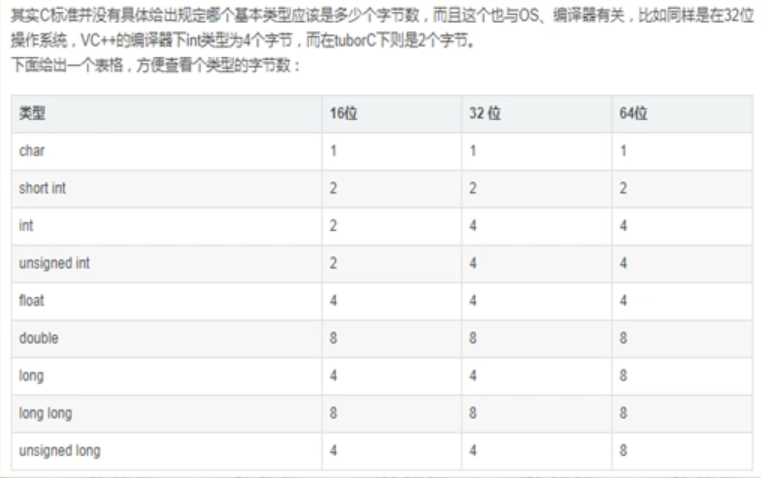 其实C标准并没有具体给出规定哪个基本类型应该是多少个字节数，而且这个也与OS、编译器有关，比如同样是在32位
操作系统，VC++的编译器下int类型为4个字节，而在tuborC下则是2个字节。
下面给出一个表格，方便查看个类型的字节数：
类型 16位 32 位 64位
char 1 1 1
short int 2 2 2
int 2 4 4
unsigned int 2 4 4
float 4 4 4
double 8 8 8
long 4 4 8
long long 8 8 8
unsigned long 4 4 8